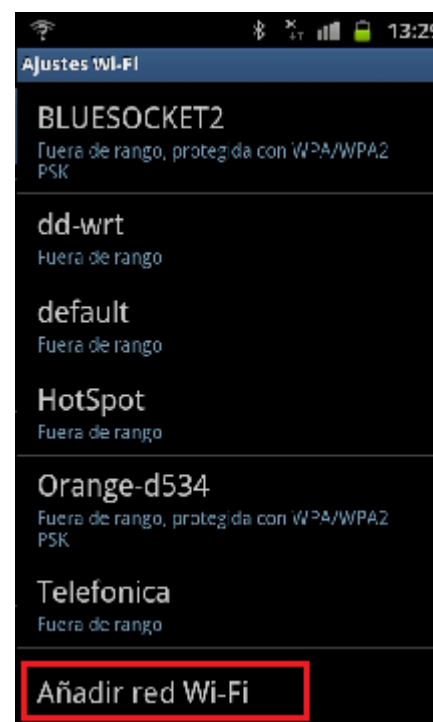 13:29
Ajustes Wi-Fi
BLUESOCKET2
Fuera de rango, protegida con WPA/WPA2
PSK
dd-wrt
Fuera de rango
default
Fuera de rango
HotSpot
Fuera de rango
Orange-d534
Fuera de rango, protegida con WPA/WPA2
PSK
Telefonica
Fuera de rango
Añadir red Wi-Fi